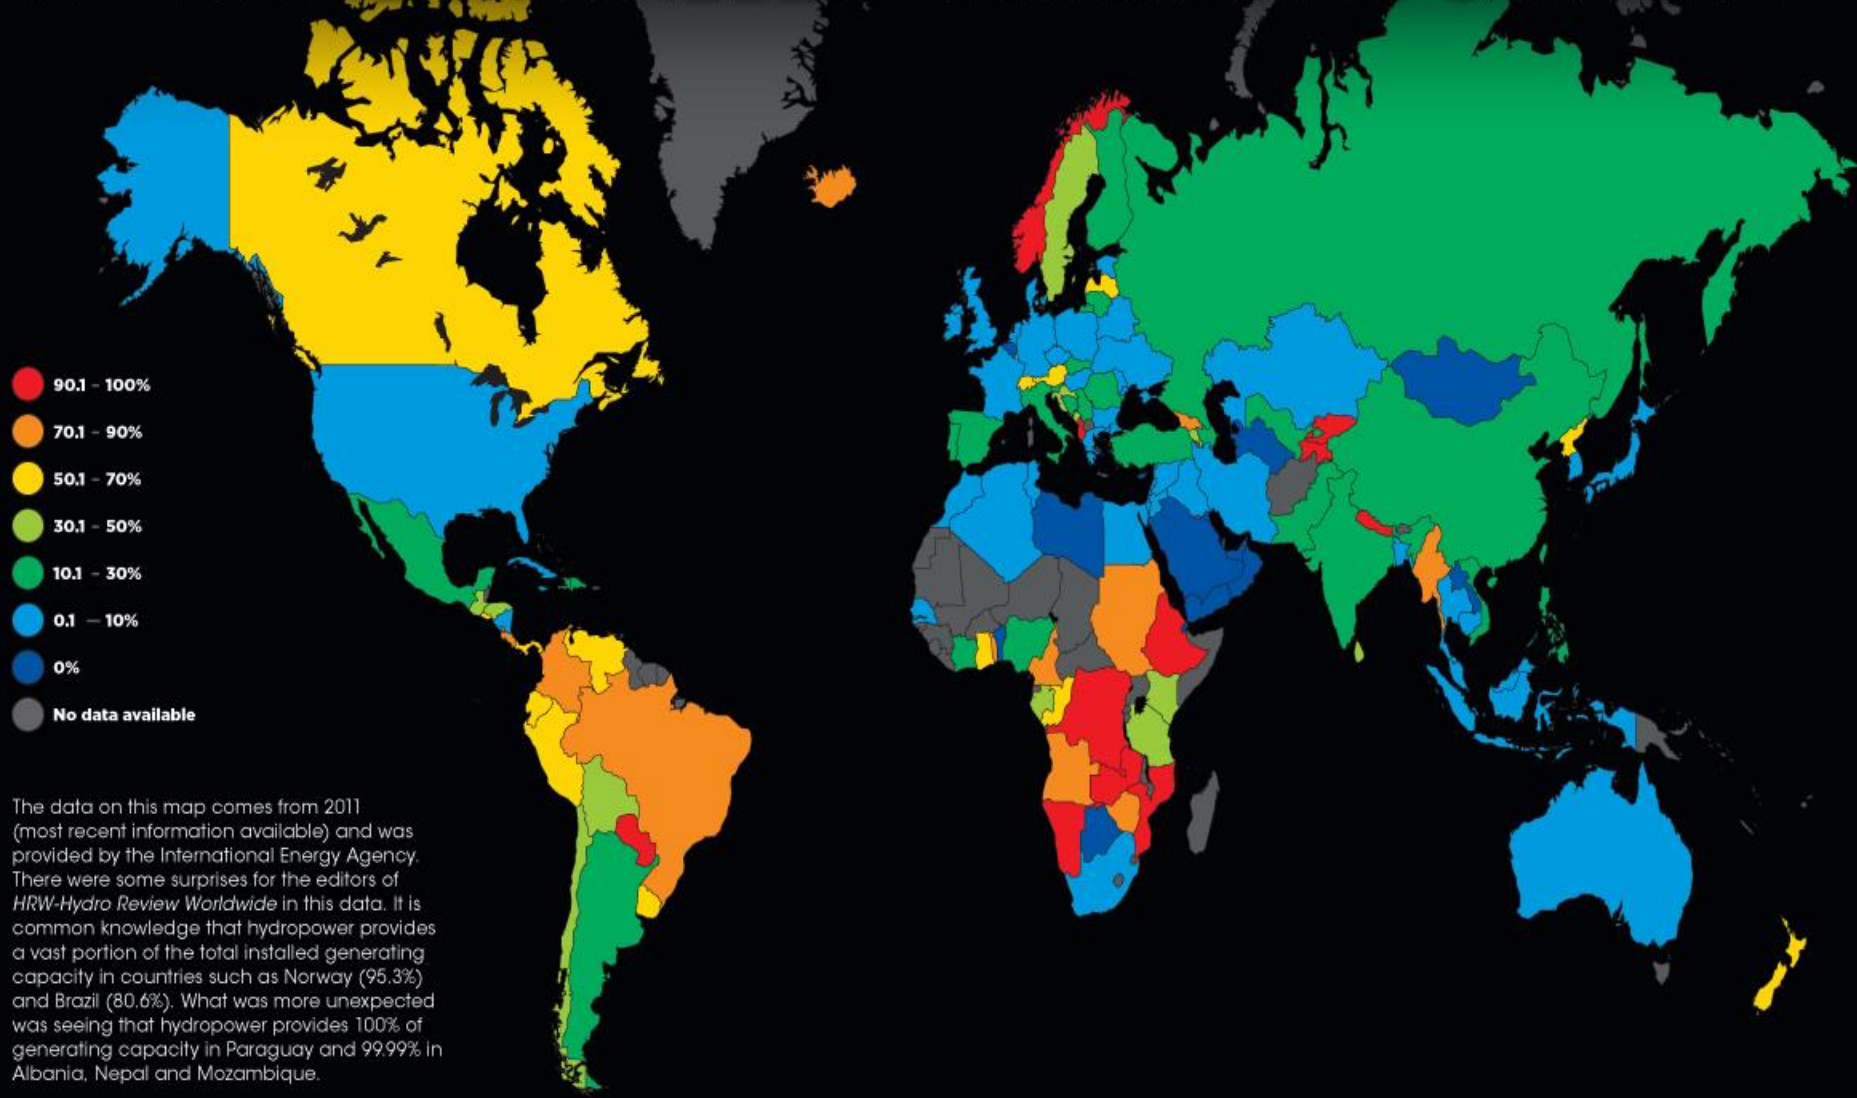 90.1 – 100%
70.1 – 90%
50.1 – 70%
30.1 – 50%
10.1 – 30%
0.1 — 10%
0%
No data available
The data on this map comes from 2011
(most recent information available) and was
provided by the International Energy Agency.
There were some surprises for the editors of
HRW-Hydro Review Worldwide in this data. It is
common knowledge that hydropower provides
a vast portion of the total installed generating
capacity in countries such as Norway (95.3%)
and Brazil (80.6%). What was more unexpected
was seeing that hydropower provides 100% of
generating capacity in Paraguay and 99.99% in
Albania, Nepal and Mozambique.